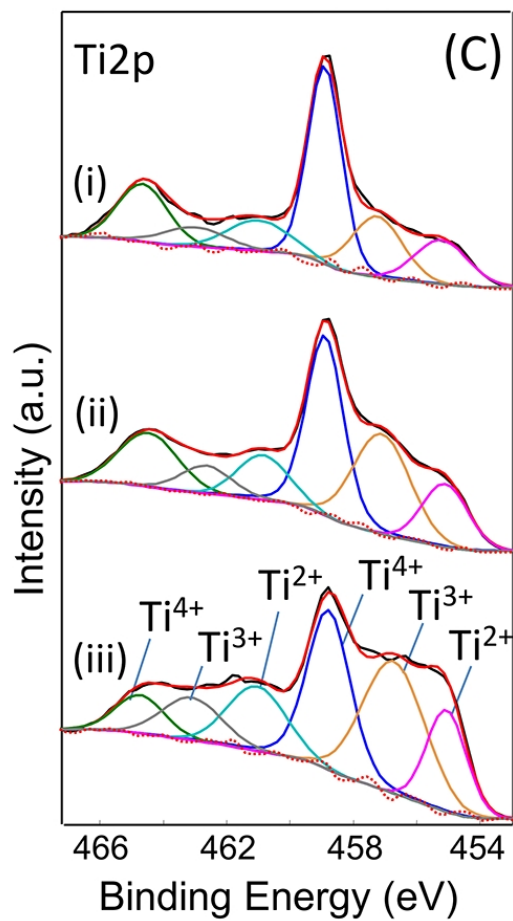 Ti2p (C)
(i)
(ii)
Ti²⁺ Ti⁴⁺
Ti⁴⁺ Ti³⁺ Ti³⁺
(iii) Ti²⁺
Intensity (a.u.)
466 462 458 454
Binding Energy (eV)